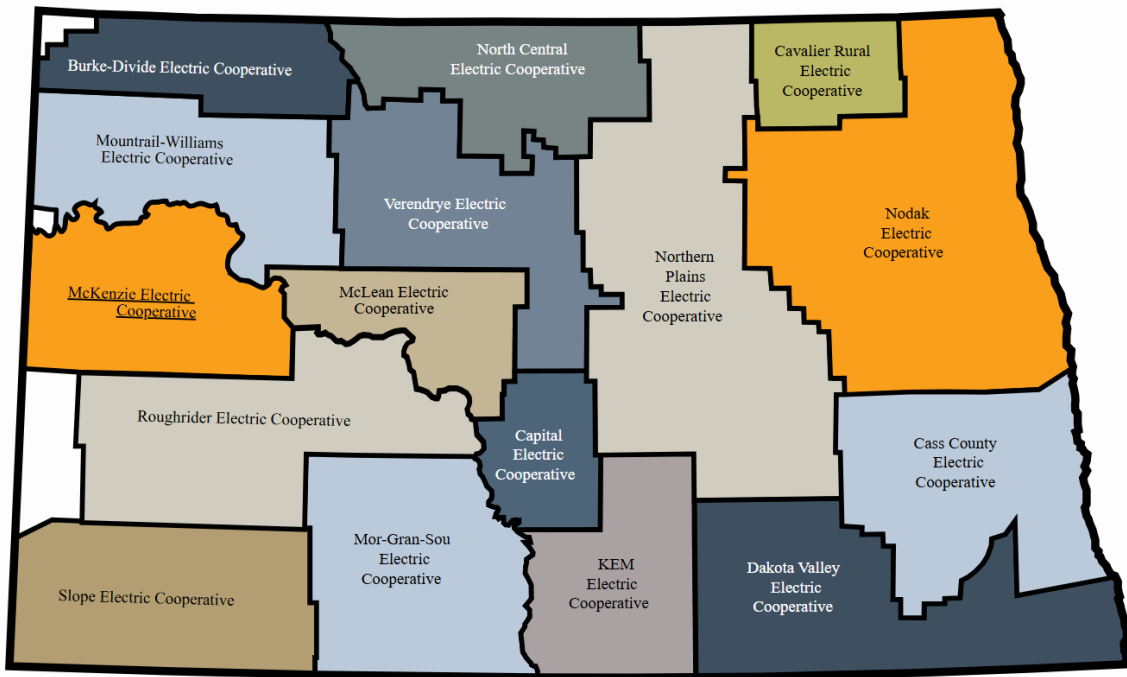 Burke-Divide Electric Cooperative
North Central
Electric Cooperative
Cavalier Rural
Electric
Cooperative
Mountrail-Williams
Electric Cooperative
Verendrye Electric
Cooperative
Nodak
Electric
Cooperative
Northern
Plains
Electric
Cooperative
McKenzie Electric
Cooperative
McLean Electric
Cooperative
Roughrider Electric Cooperative
Capital
Electric
Cooperative
Cass County
Electric
Cooperative
Mor-Gran-Sou
Electric
Cooperative
KEM
Electric
Cooperative
Dakota Valley
Electric
Cooperative
Slope Electric Cooperative